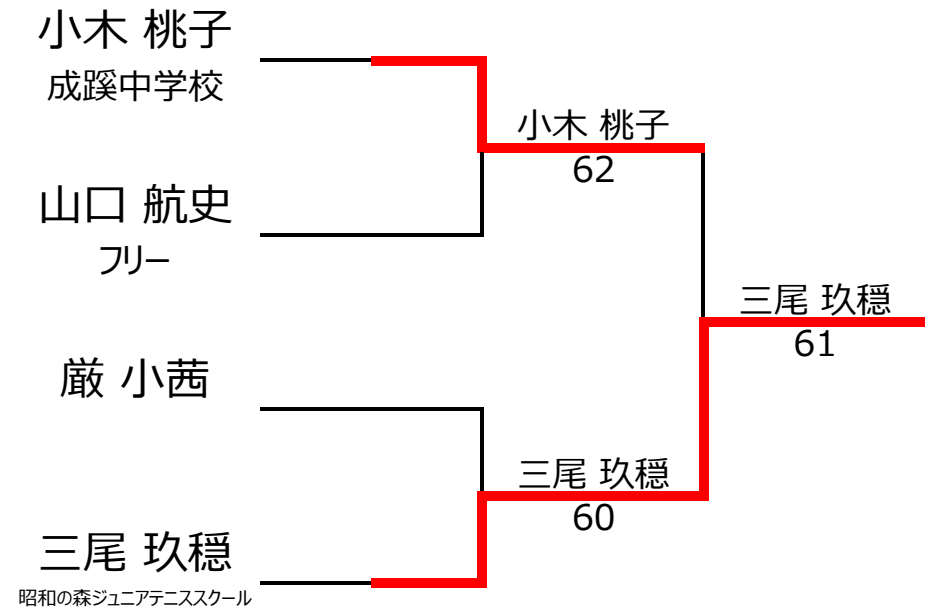 小木 桃子
成蹊中学校
小木 桃子
62
山口 航史
フリー
三尾 玖穏
61
厳 小茜
三尾 玖穏
60
三尾 玖穏
昭和の森ジュニアテニススクール